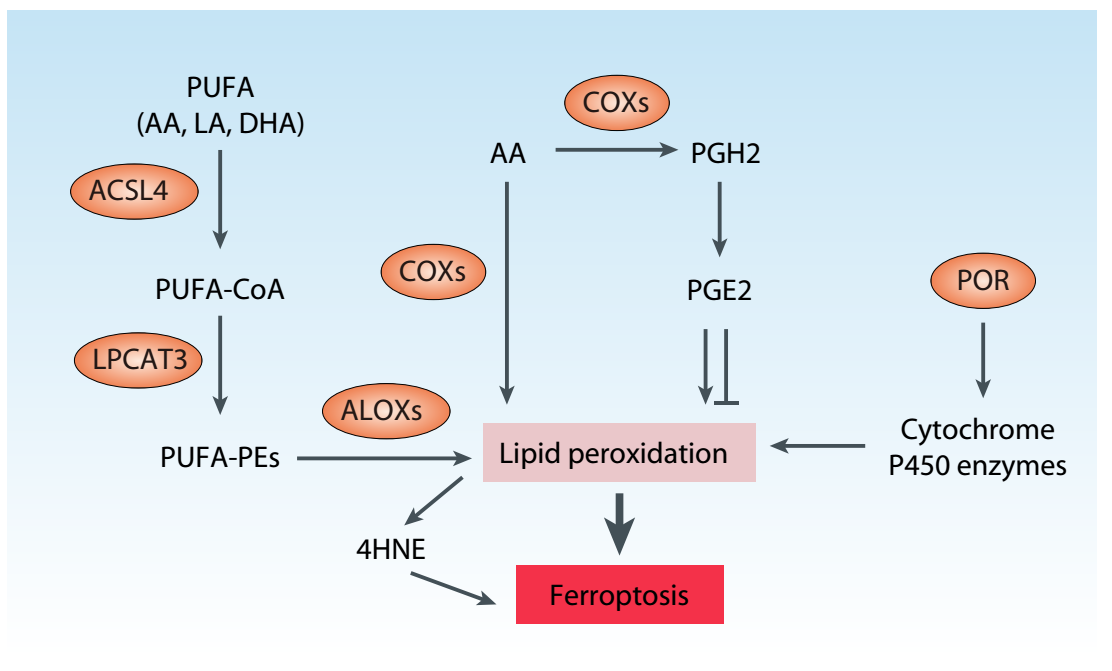 PUFA
(AA, LA, DHA)
ACSL4
PUFA-CoA
LPCAT3
PUFA-PEs
ALOXs
COXs
AA
PGH2
COXs
PGE2
POR
Cytochrome
P450 enzymes
Lipid peroxidation
4HNE
Ferroptosis